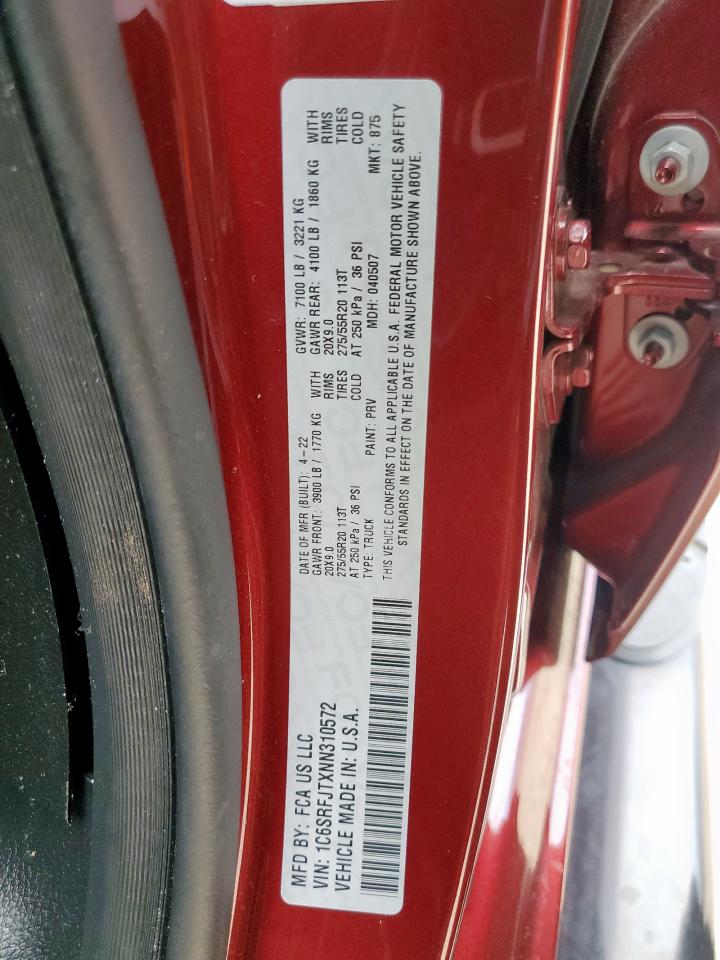 MFD BY: FCA US LLC
VIN: 1C6SRFJTXNN310572
VEHICLE MADE IN: U.S.A.
DATE OF MFR (BUILT): 4-22 GVWR: 7100 LB / 3221 KG
GAWR FRONT: 3900 LB / 1770 KG WITH GAWR REAR: 4100 LB / 1860 KG WITH
20X9.0 RIMS 20X9.0 RIMS
275/55R20 113T TIRES 275/55R20 113T TIRES
AT 250 kPa / 36 PSI COLD AT 250 kPa / 36 PSI COLD
TYPE: TRUCK PAINT: PRV MDH: 040507 MKT: 875
THIS VEHICLE CONFORMS TO ALL APPLICABLE U.S.A. FEDERAL MOTOR VEHICLE SAFETY
STANDARDS IN EFFECT ON THE DATE OF MANUFACTURE SHOWN ABOVE.